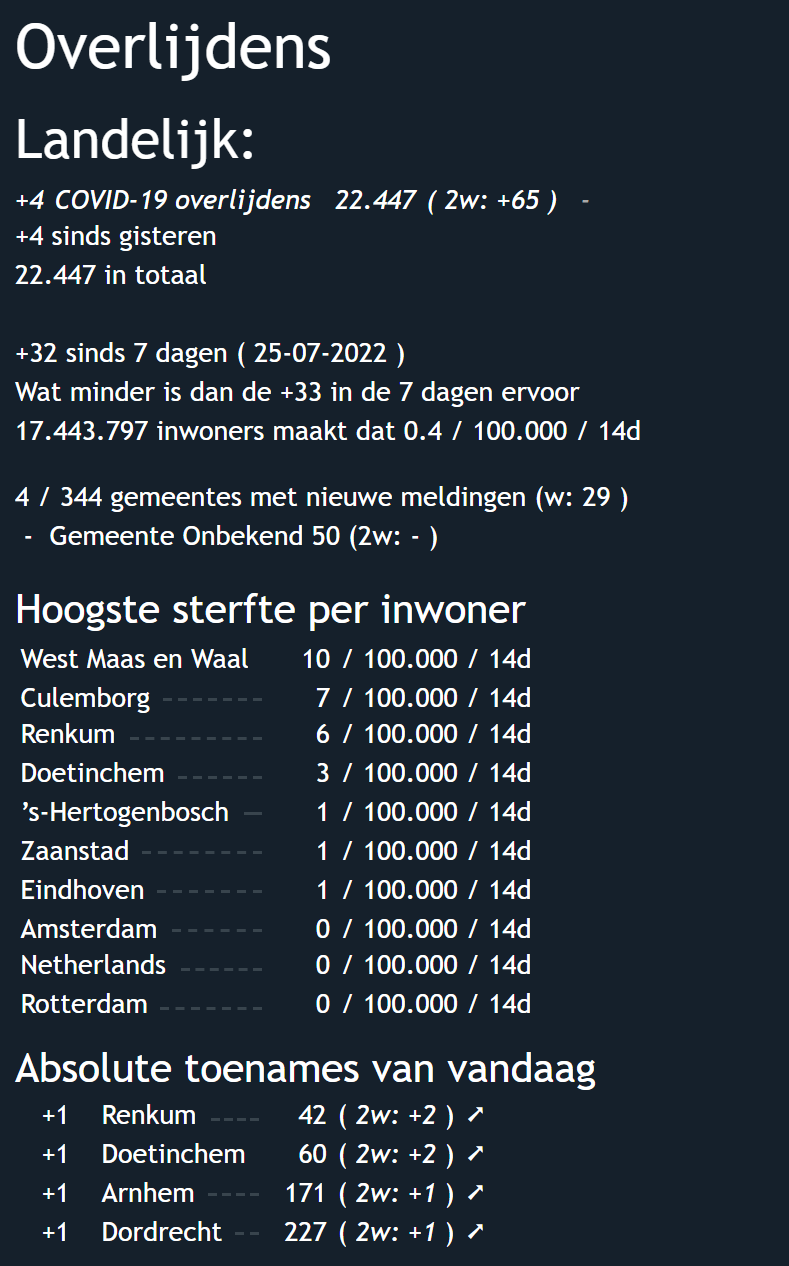 Overlijdens
Landelijk:
+4 COVID-19 overlijdens 22.447 ( 2w: +65 ) -
+4 sinds gisteren
22.447 in totaal
+32 sinds 7 dagen ( 25-07-2022 )
Wat minder is dan de +33 in de 7 dagen ervoor
17.443.797 inwoners maakt dat 0.4 / 100.000 / 14d
4 / 344 gemeentes met nieuwe meldingen (w: 29 )
- Gemeente Onbekend 50 (2w: - )
Hoogste sterfte per inwoner
West Maas en Waal 10 / 100.000 / 14d
Culemborg ------- 7 / 100.000 / 14d
Renkum --------- 6 / 100.000 / 14d
Doetinchem ------ 3 / 100.000 / 14d
’s-Hertogenbosch — 1 / 100.000 / 14d
Zaanstad -------- 1 / 100.000 / 14d
Eindhoven ------- 1 / 100.000 / 14d
Amsterdam ------ 0 / 100.000 / 14d
Netherlands ------ 0 / 100.000 / 14d
Rotterdam ------- 0 / 100.000 / 14d
Absolute toenames van vandaag
+1 Renkum ---- 42 ( 2w: +2 ) ➚
+1 Doetinchem 60 ( 2w: +2 ) ➚
+1 Arnhem ---- 171 ( 2w: +1 ) ➚
+1 Dordrecht -- 227 ( 2w: +1 ) ➚